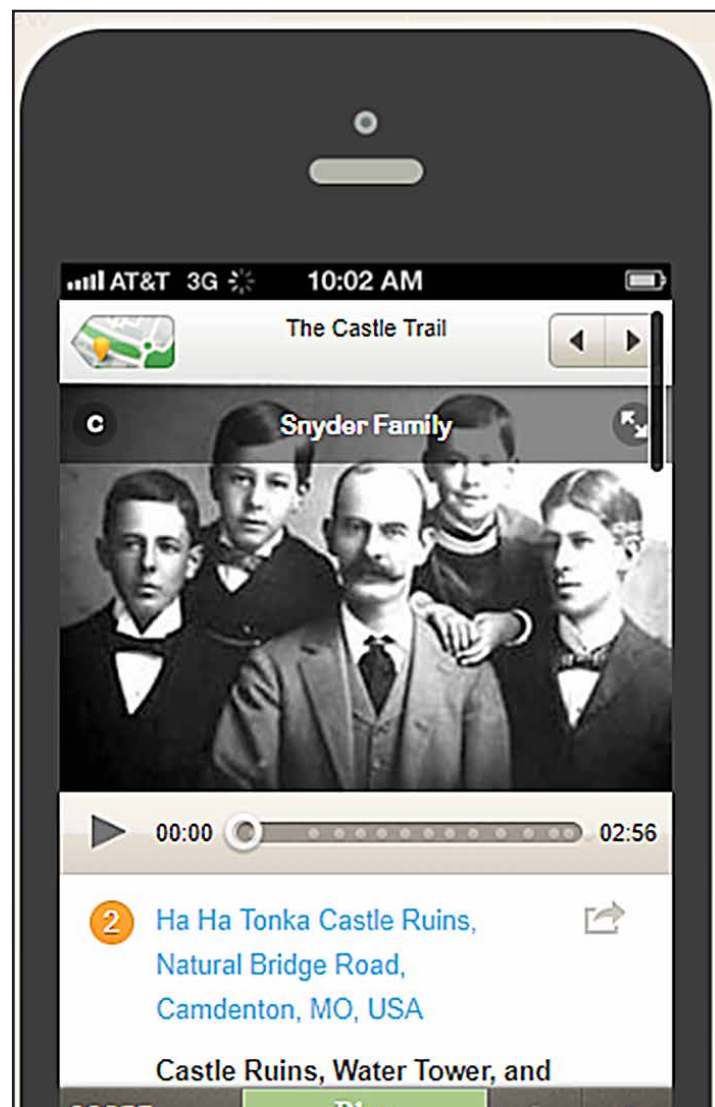 AT&T 3G 10:02 AM
The Castle Trail
C Snyder Family
00:00 02:56
2 Ha Ha Tonka Castle Ruins,
Natural Bridge Road,
Camdenton, MO, USA
Castle Ruins, Water Tower, and